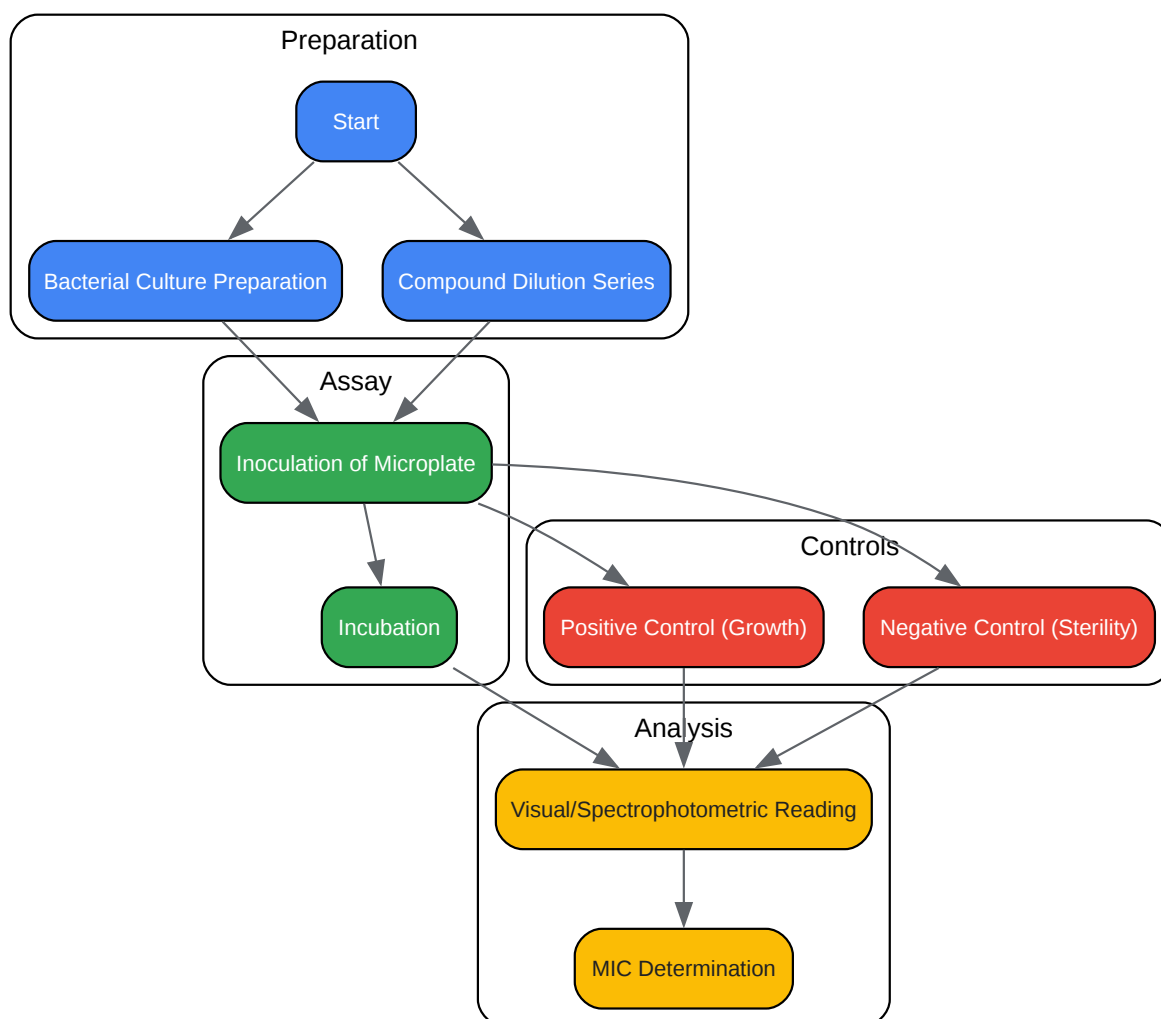 Preparation
Start
Bacterial Culture Preparation
Compound Dilution Series
Assay
Inoculation of Microplate
Controls
Incubation
Positive Control (Growth)
Negative Control (Sterility)
Analysis
Visual/Spectrophotometric Reading
MIC Determination